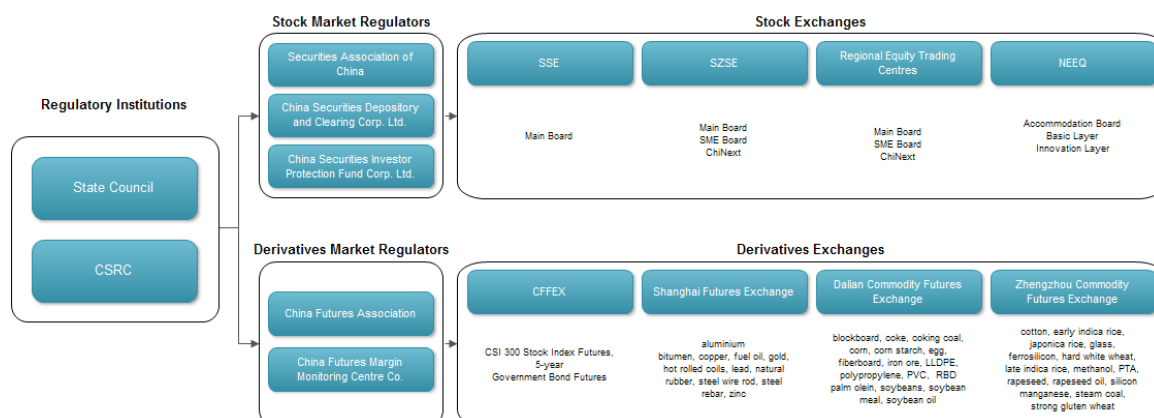 Regulatory Institutions
State Council
CSRC
Stock Market Regulators
Securities Association of
China
China Securities Depository
and Clearing Corp. Ltd.
China Securities Investor
Protection Fund Corp. Ltd.
Stock Exchanges
SSE
Main Board
SZSE
Main Board
SME Board
ChiNext
Regional Equity Trading
Centres
Main Board
SME Board
ChiNext
NEEQ
Accommodation Board
Basic Layer
Innovation Layer
Derivatives Market Regulators
China Futures Association
China Futures Margin
Monitoring Centre Co.
Derivatives Exchanges
CFFEX
CSI 300 Stock Index Futures,
5-year
Government Bond Futures
Shanghai Futures Exchange
aluminium
bitumen, copper, fuel oil, gold,
hot rolled coils, lead, natural
rubber, steel wire rod, steel
rebar, zinc
Dalian Commodity Futures
Exchange
blockboard, coke, coking coal,
corn, corn starch, egg,
fiberboard, iron ore, LLDPE,
polypropylene, PVC, RBD
palm olein, soybeans, soybean
meal, soybean oil
Zhengzhou Commodity
Futures Exchange
cotton, early indica rice,
japonica rice, glass,
ferrosilicon, hard white wheat,
late indica rice, methanol, PTA,
rapeseed, rapeseed oil, silicon
manganese, steam coal,
strong gluten wheat